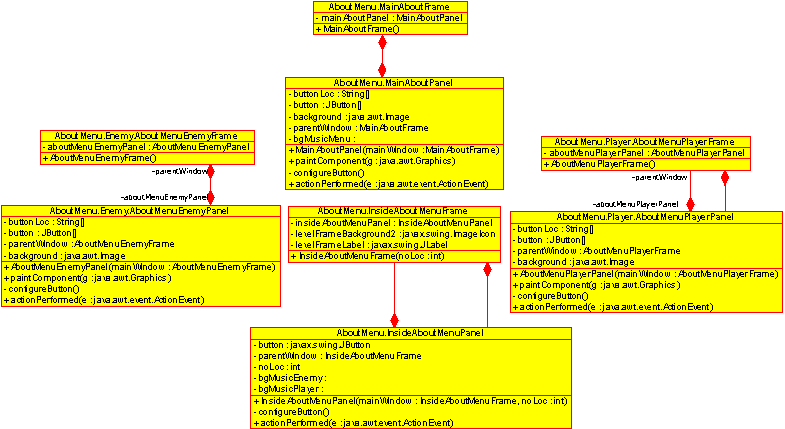 AboutMenu.MainAboutFrame
- mainAboutPanel : MainAboutPanel
+ MainAboutFrame()
AboutMenu.MainAboutPanel
- buttonLoc : String[]
- button : JButton[]
- background : java.awt.Image
- parentWindow : MainAboutFrame
- bgMusicMenu :
+ MainAboutPanel(mainWindow : MainAboutFrame)
+ paintComponent(g : java.awt.Graphics)
- configureButton()
+ actionPerformed(e : java.awt.event.ActionEvent)
AboutMenu.Enemy.AboutMenuEnemyFrame
- aboutMenuEnemyPanel : AboutMenuEnemyPanel
+ AboutMenuEnemyFrame()
-parentWindow
-aboutMenuEnemyPanel
AboutMenu.Enemy.AboutMenuEnemyPanel
- buttonLoc : String[]
- button : JButton[]
- parentWindow : AboutMenuEnemyFrame
- background : java.awt.Image
+ AboutMenuEnemyPanel(mainWindow : AboutMenuEnemyFrame)
+ paintComponent(g : java.awt.Graphics)
- configureButton()
+ actionPerformed(e : java.awt.event.ActionEvent)
AboutMenu.InsideAboutMenuFrame
- insideAboutMenuPanel : InsideAboutMenuPanel
- levelFrameBackground2 : javax.swing.ImageIcon
- levelFrameLabel : javax.swing.JLabel
+ InsideAboutMenuFrame(noLoc : int)
AboutMenu.Player.AboutMenuPlayerFrame
- aboutMenuPlayerPanel : AboutMenuPlayerPanel
+ AboutMenuPlayerFrame()
-parentWindow
-aboutMenuPlayerPanel
AboutMenu.Player.AboutMenuPlayerPanel
- buttonLoc : String[]
- button : JButton[]
- parentWindow : AboutMenuPlayerFrame
- background : java.awt.Image
+ AboutMenuPlayerPanel(mainWindow : AboutMenuPlayerFrame)
+ paintComponent(g : java.awt.Graphics)
- configureButton()
+ actionPerformed(e : java.awt.event.ActionEvent)
AboutMenu.InsideAboutMenuPanel
- button : javax.swing.JButton
- parentWindow : InsideAboutMenuFrame
- noLoc : int
- bgMusicEnemy :
- bgMusicPlayer :
+ InsideAboutMenuPanel(mainWindow : InsideAboutMenuFrame, noLoc : int)
- configureButton()
+ actionPerformed(e : java.awt.event.ActionEvent)